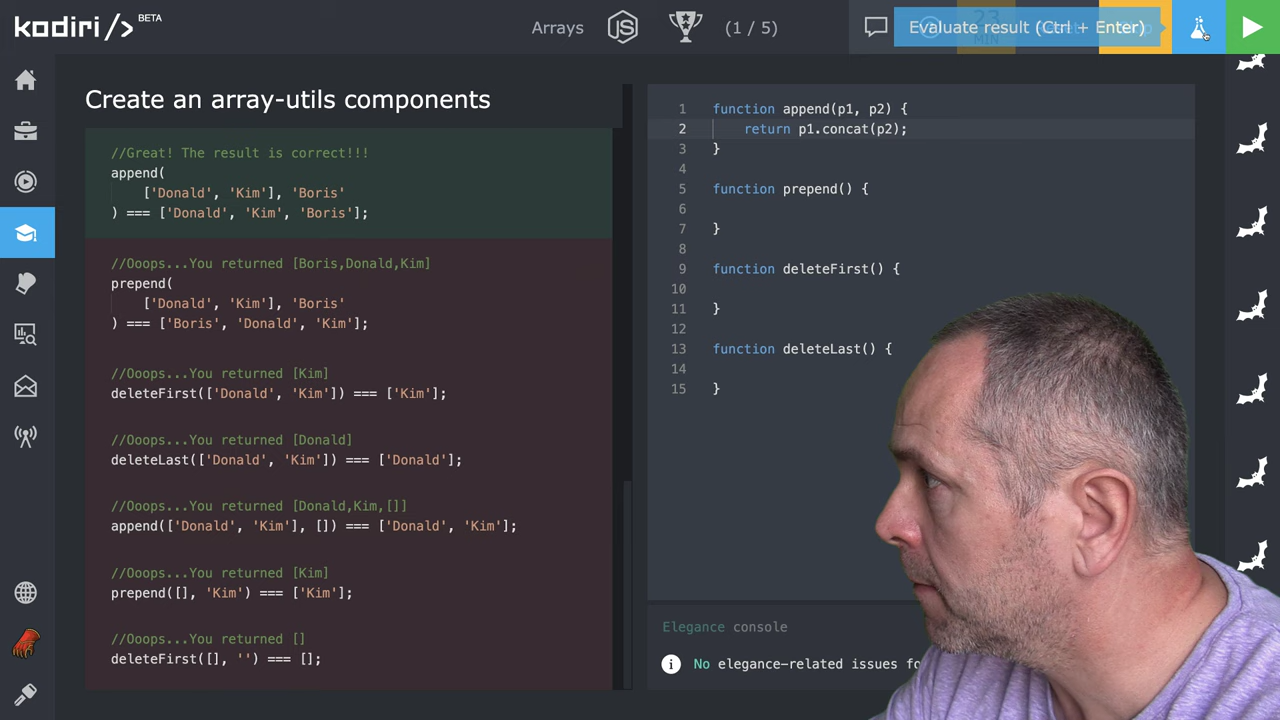 kodiri/> BETA
Arrays
JS
(1 / 5)
Evaluate result (Ctrl + Enter)
Create an array-utils components
//Great! The result is correct!!!
append(
['Donald', 'Kim'], 'Boris'
) === ['Donald', 'Kim', 'Boris'];
//Ooops...You returned [Boris,Donald,Kim]
prepend(
['Donald', 'Kim'], 'Boris'
) === ['Boris', 'Donald', 'Kim'];
//Ooops...You returned [Kim]
deleteFirst(['Donald', 'Kim']) === ['Kim'];
//Ooops...You returned [Donald]
deleteLast(['Donald', 'Kim']) === ['Donald'];
//Ooops...You returned [Donald,Kim,[]]
append(['Donald', 'Kim'], []) === ['Donald', 'Kim'];
//Ooops...You returned [Kim]
prepend([], 'Kim') === ['Kim'];
//Ooops...You returned []
deleteFirst([], '') === [];
1 function append(p1, p2) {
2 return p1.concat(p2);
3 }
4
5 function prepend() {
6
7 }
8
9 function deleteFirst() {
10
11 }
12
13 function deleteLast() {
14
15 }
Elegance console
No elegance-related issues fo